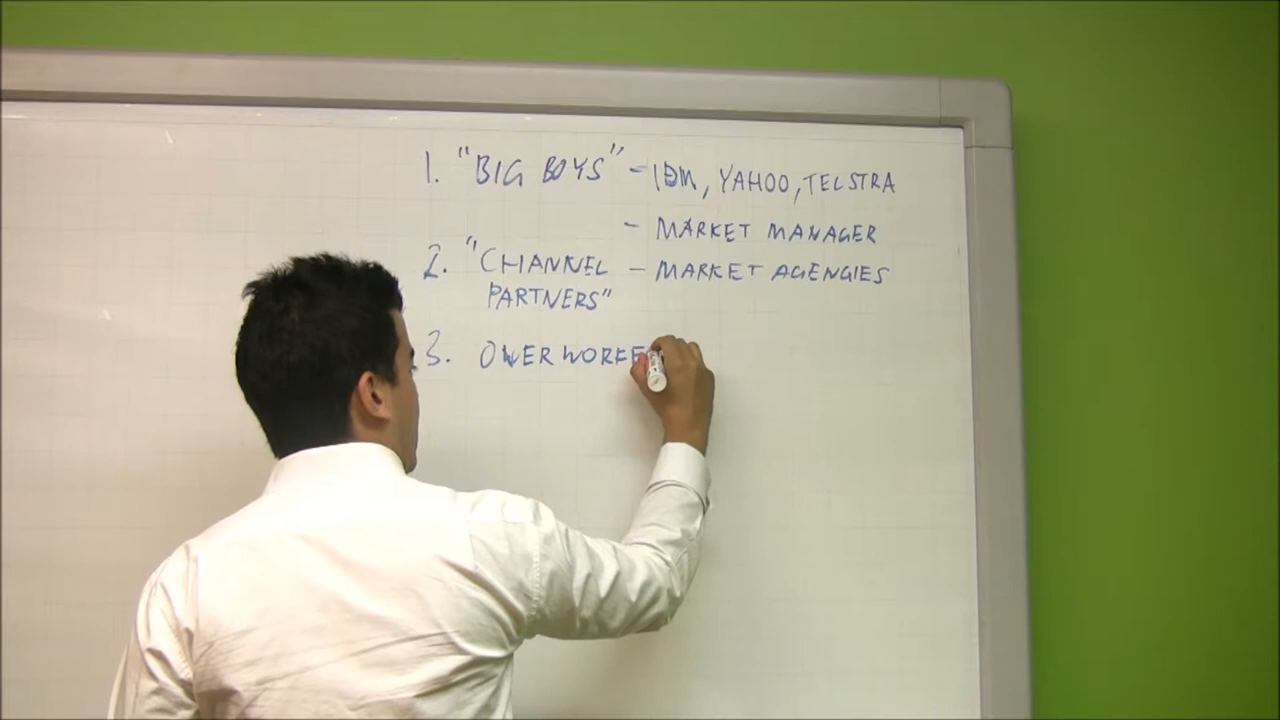 1. "BIG BOYS" - IBM, YAHOO, TELSTRA
- MARKET MANAGER
2. "CHANNEL - MARKET AGENCIES
PARTNERS"
3. OVERWORKE